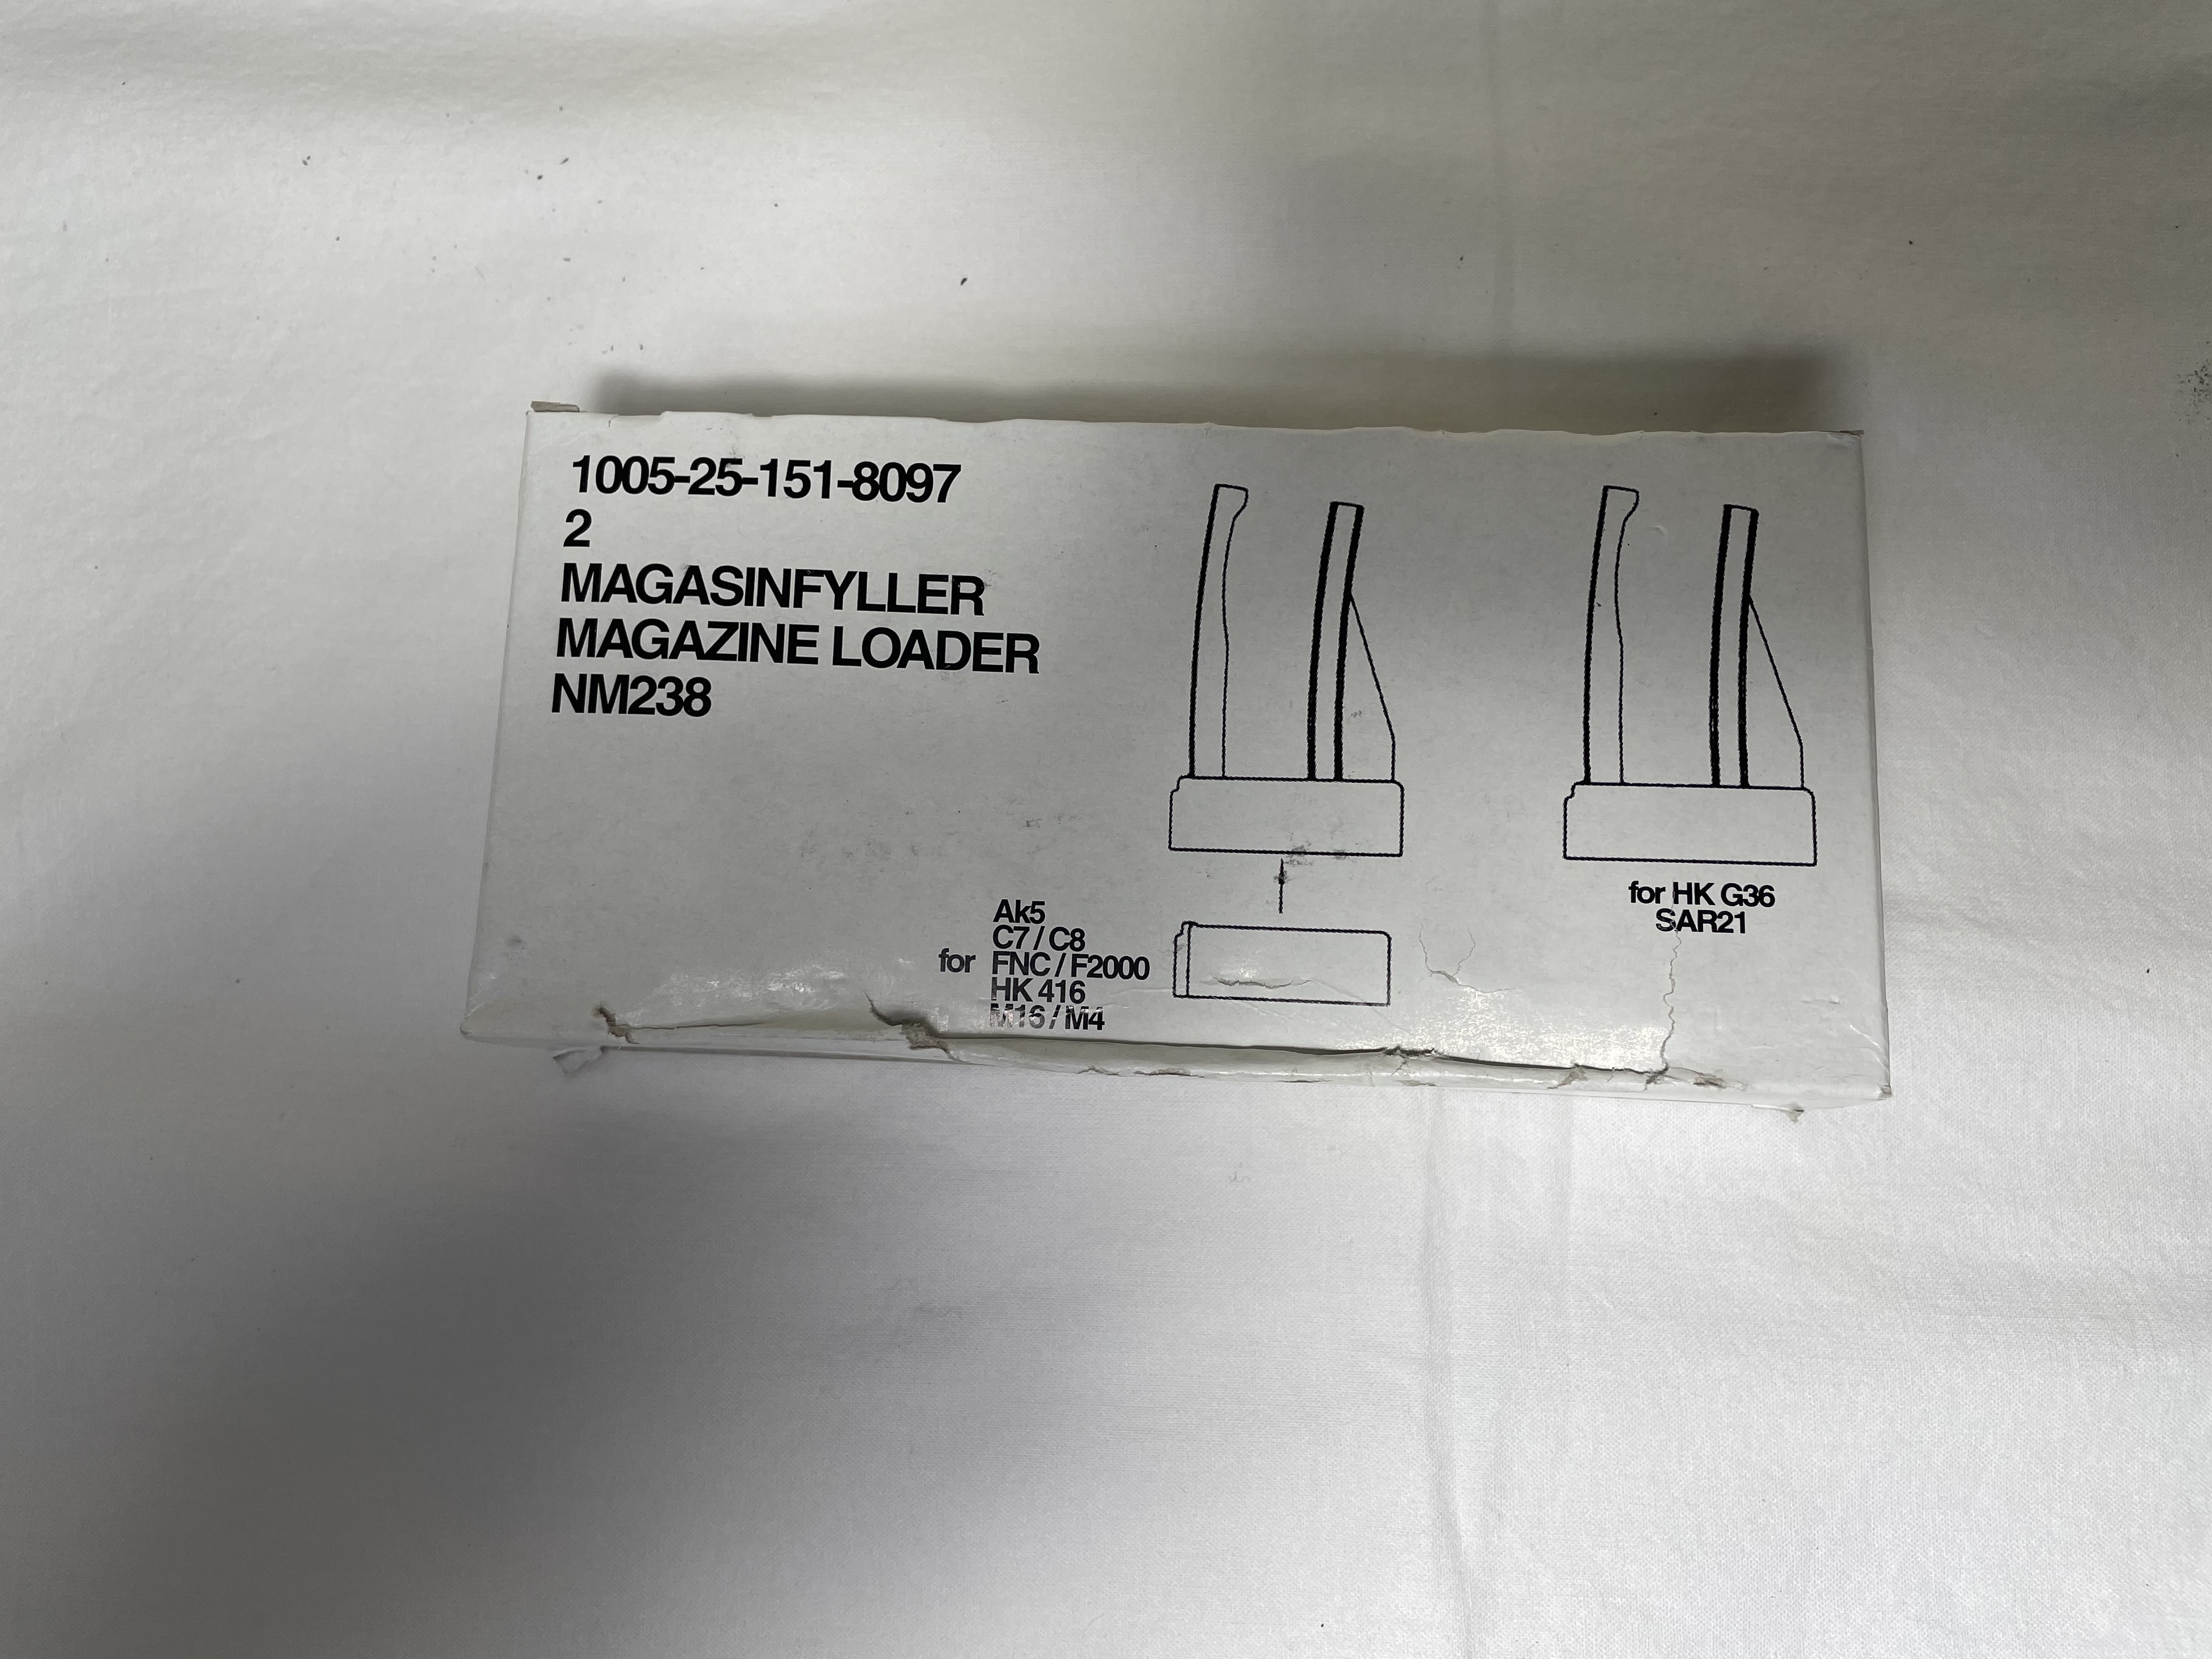 1005-25-151-8097
2
MAGASINFYLLER
MAGAZINE LOADER
NM238
Ak5
C7 / C8
for FNC / F2000
HK 416
M16 / M4
for HK G36
SAR21